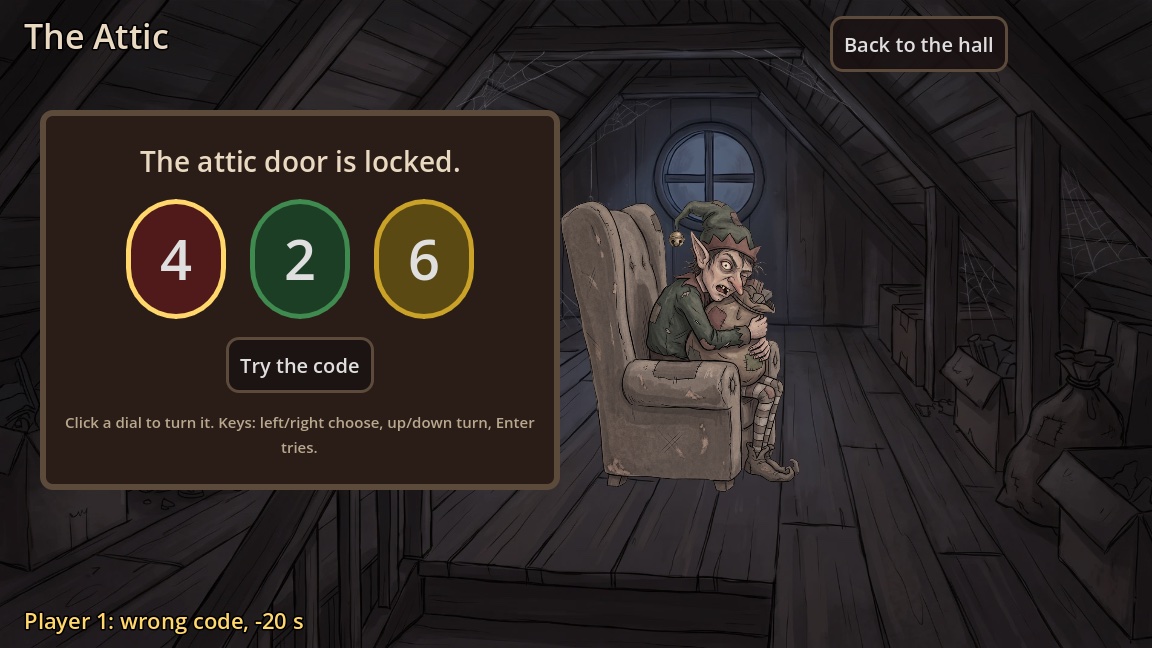 The Attic
Back to the hall
The attic door is locked.
4 2 6
Try the code
Click a dial to turn it. Keys: left/right choose, up/down turn, Enter
tries.
Player 1: wrong code, -20 s